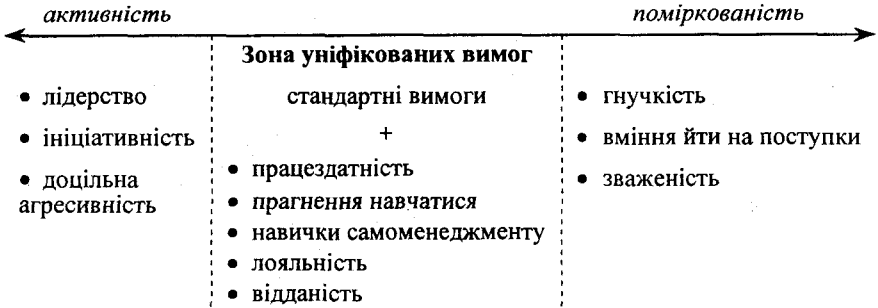 активність
поміркованість
Зона уніфікованих вимог
• лідерство
• ініціативність
• доцільна
агресивність
стандартні вимоги
+
• працездатність
• прагнення навчатися
• навички самоменеджменту
• лояльність
• відданість
• гнучкість
• вміння йти на поступки
• зваженість